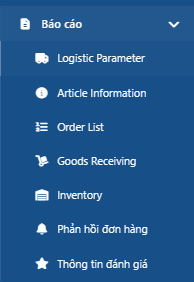 Báo cáo
Logistic Parameter
Article Information
Order List
Goods Receiving
Inventory
Phản hồi đơn hàng
Thông tin đánh giá